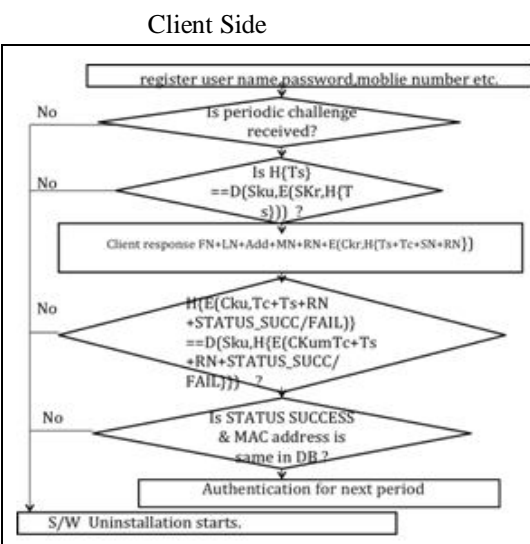 Client Side
register user name,password,moblie number etc.
No
Is periodic challenge
received?
No
Is H{Ts}
==D(Sku,E(SKr,H{T
s})) ?
Client response FN+LN+Add+MN+RN+E(Ckr,H{Ts+Tc+SN+RN})
No
H{E(Cku,Tc+Ts+RN
+STATUS_SUCC/FAIL)}
==D(Sku,H{E(CKumTc+Ts
+RN+STATUS_SUCC/
FAIL})) ?
No
Is STATUS SUCCESS
& MAC address is
same in DB ?
Authentication for next period
S/W Uninstallation starts.